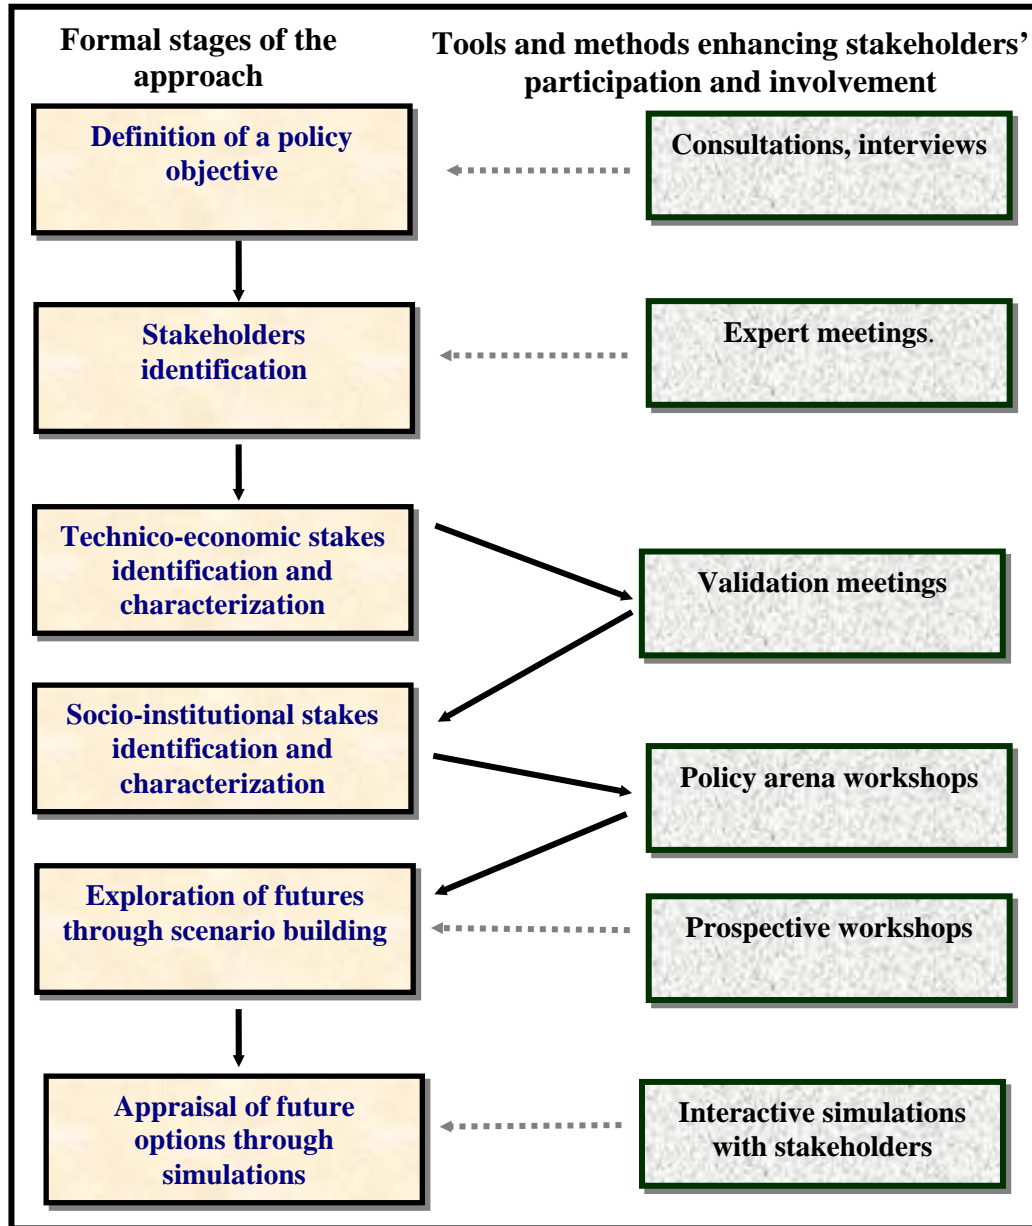 Formal stages of the
approach
Tools and methods enhancing stakeholders’
participation and involvement
Definition of a policy
objective
Consultations, interviews
Stakeholders
identification
Expert meetings.
Technico-economic stakes
identification and
characterization
Validation meetings
Socio-institutional stakes
identification and
characterization
Policy arena workshops
Exploration of futures
through scenario building
Prospective workshops
Appraisal of future
options through
simulations
Interactive simulations
with stakeholders